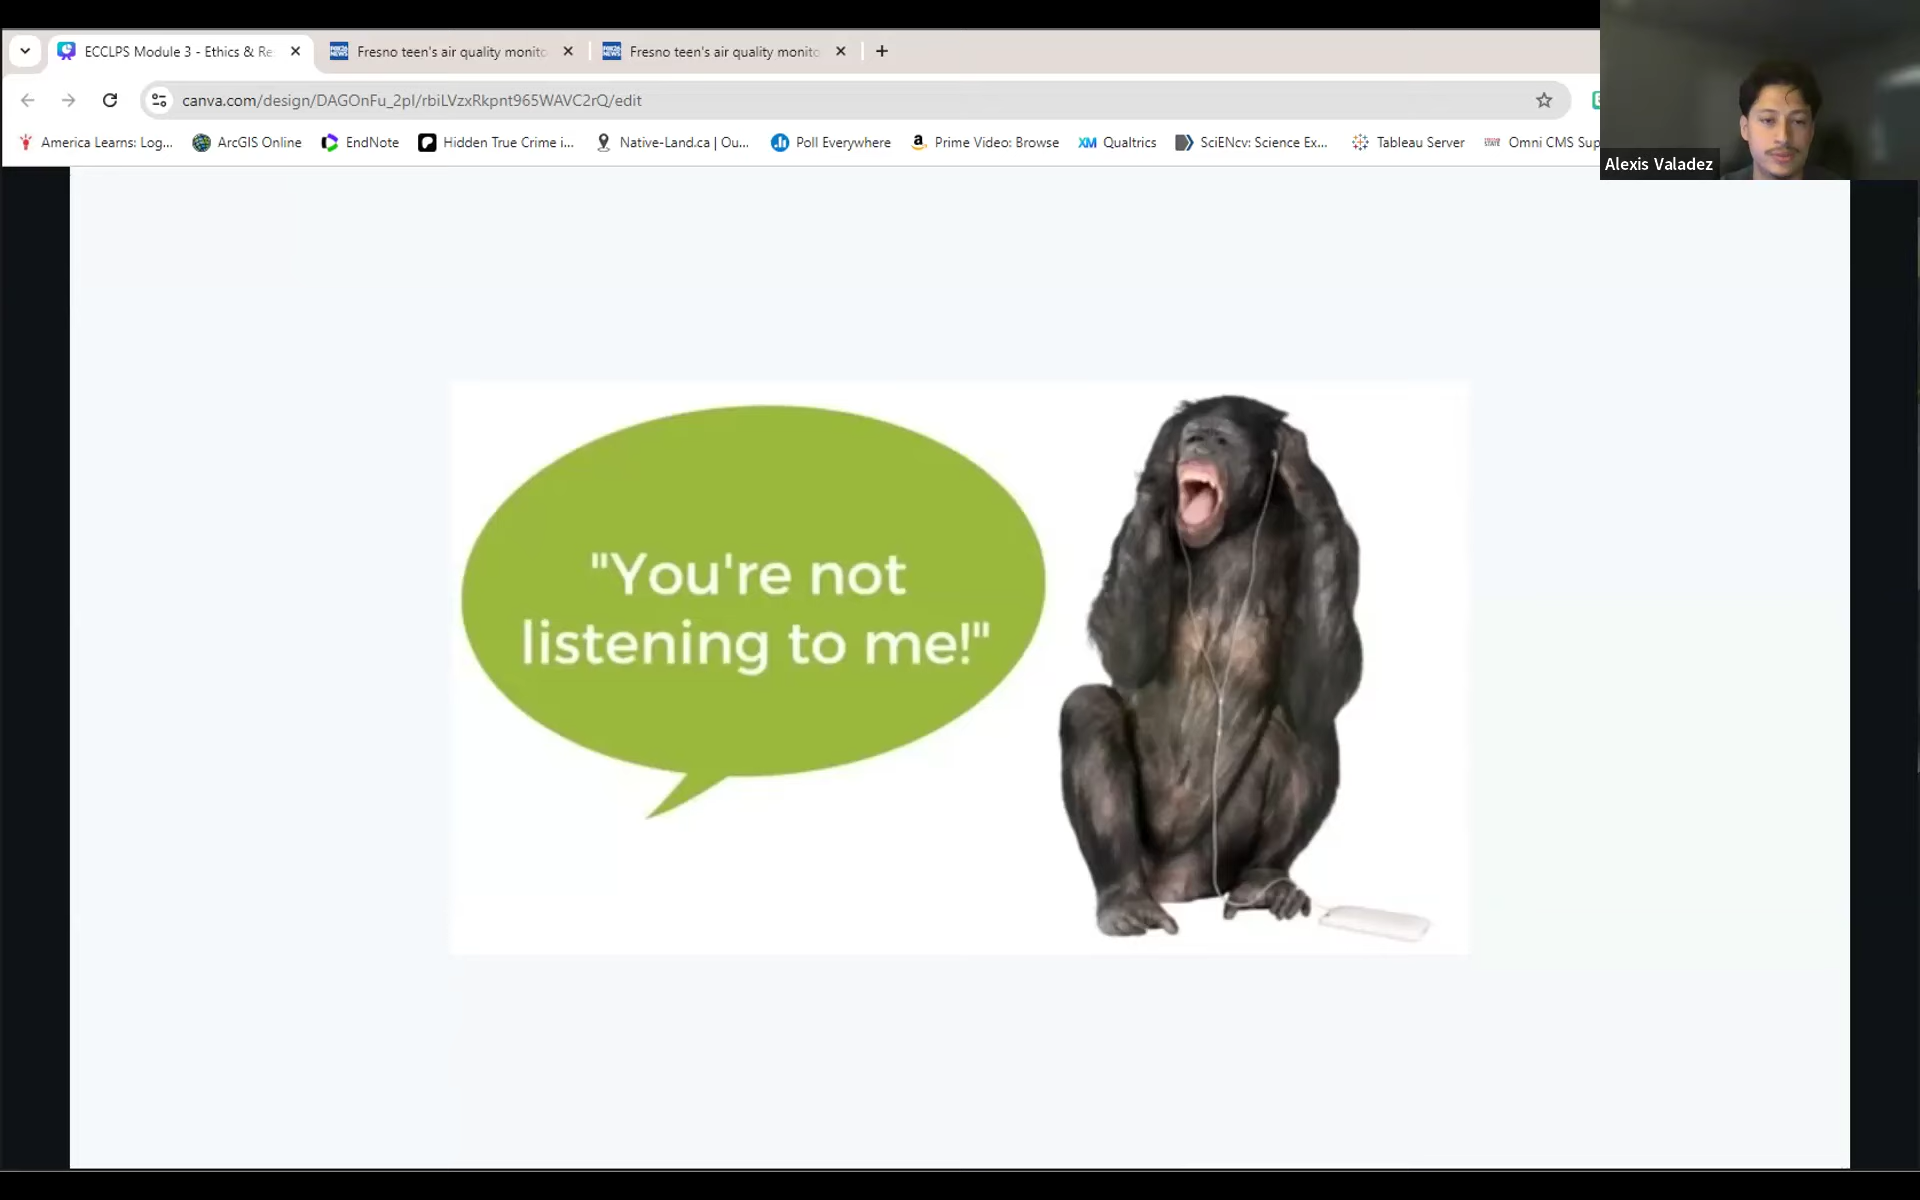 ECCLPS Module 3 - Ethics & Re
Fresno teen's air quality monito
Fresno teen's air quality monito
canva.com/design/DAGOnFu_2pI/rbiLVzxRkpnt965WAVC2rQ/edit
America Learns: Log...
ArcGIS Online
EndNote
Hidden True Crime i...
Native-Land.ca | Ou...
Poll Everywhere
Prime Video: Browse
XM Qualtrics
SciENcv: Science Ex...
Tableau Server
Omni CMS Sup
Alexis Valadez
"You're not
listening to me!"